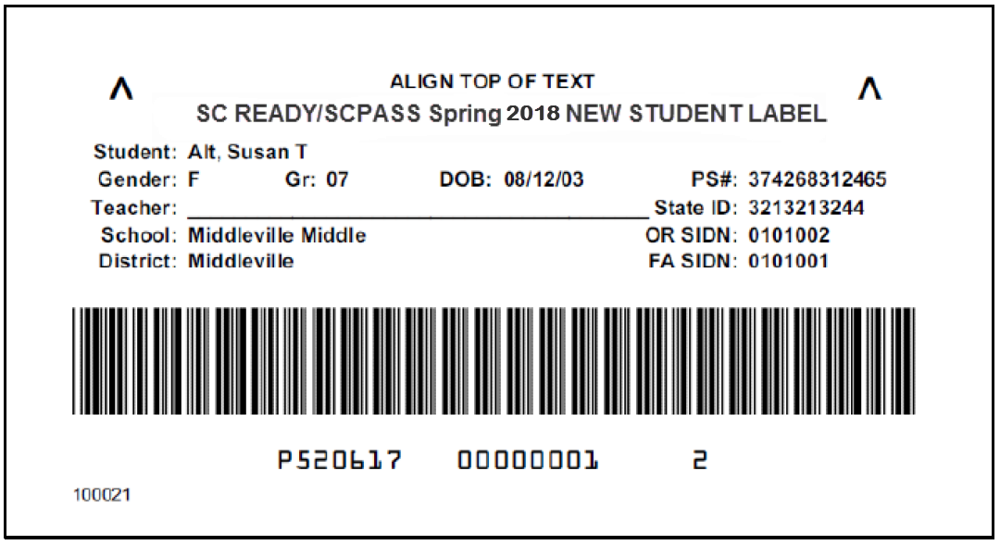 ALIGN TOP OF TEXT
SC READY/SCPASS Spring 2018 NEW STUDENT LABEL
Student: Alt, Susan T
Gender: F Gr: 07 DOB: 08/12/03 PS#: 374268312465
Teacher: State ID: 3213213244
School: Middleville Middle OR SIDN: 0101002
District: Middleville FA SIDN: 0101001
P520617 00000001 2
100021